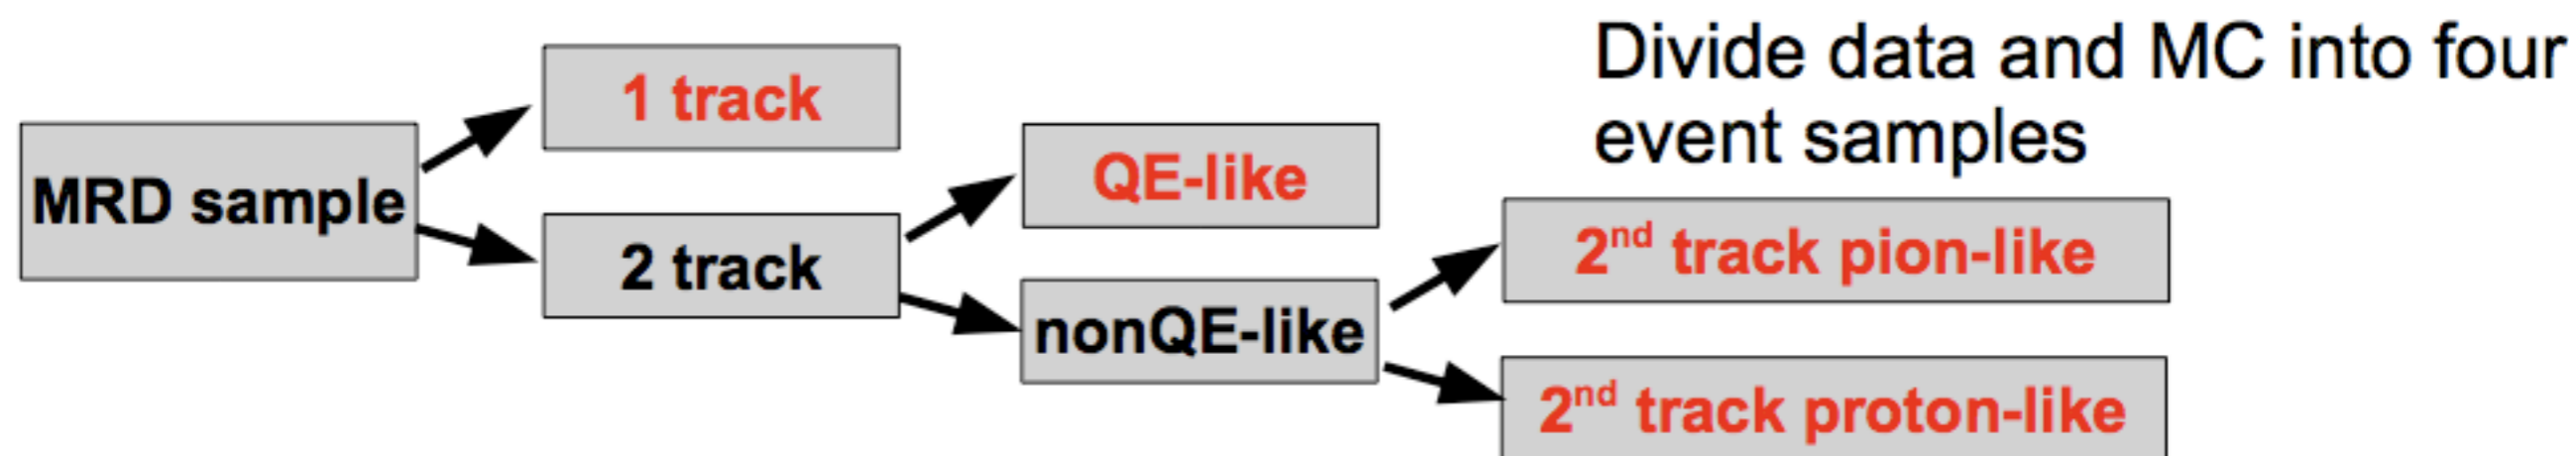 Divide data and MC into four
event samples
1 track
MRD sample
QE-like
2 track
2nd track pion-like
nonQE-like
2nd track proton-like